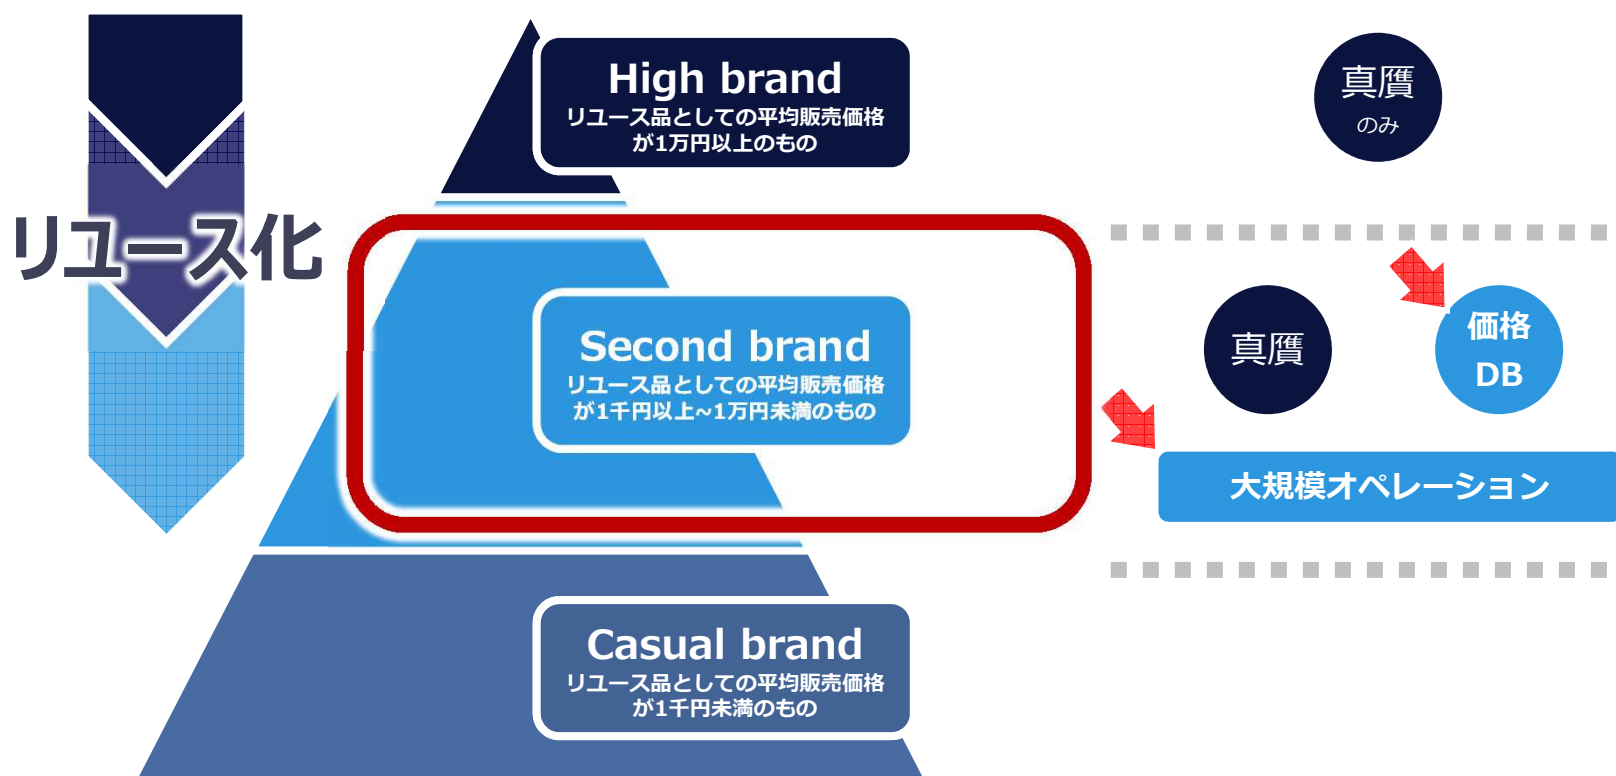 High brand
リユース品としての平均販売価格
が1万円以上のもの
真贋
のみ
リユース化
Second brand
リユース品としての平均販売価格
が1千円以上~1万円未満のもの
真贋
価格
DB
大規模オペレーション
Casual brand
リユース品としての平均販売価格
が1千円未満のもの